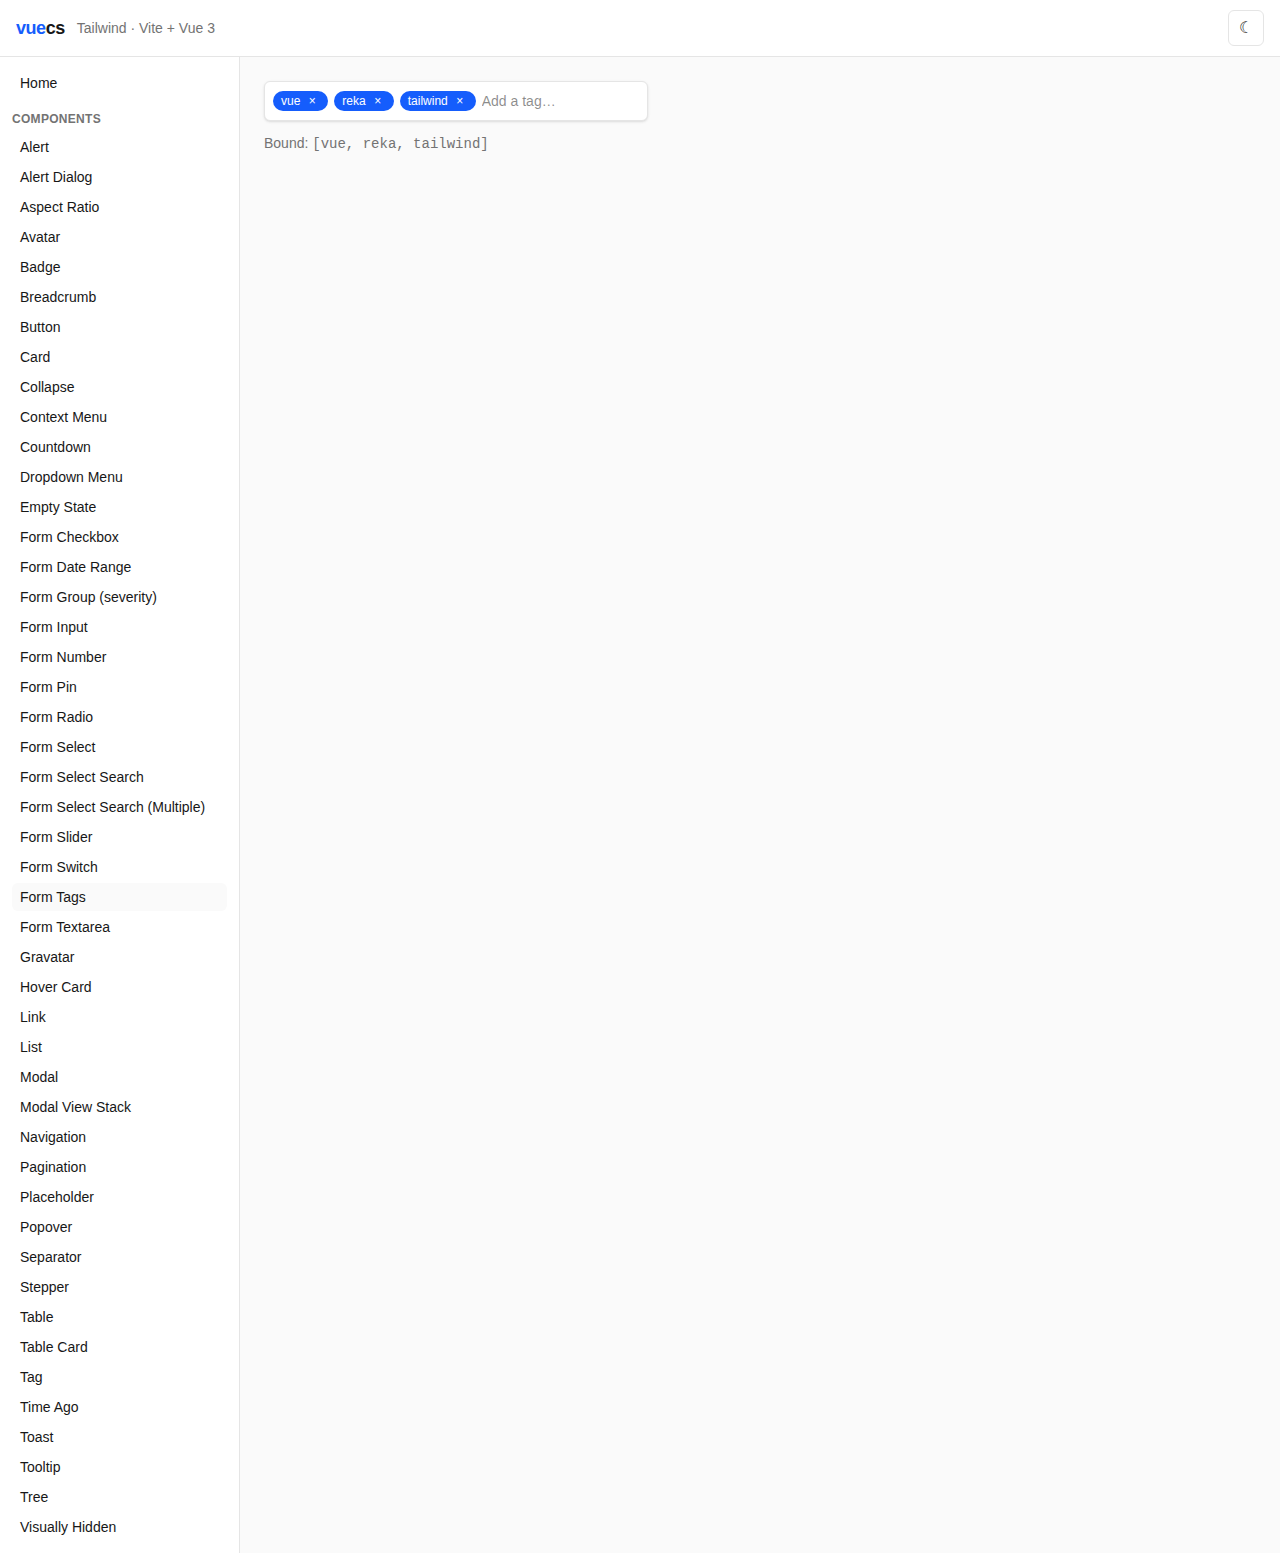 vuecs Tailwind · Vite + Vue 3 ☾
Home
COMPONENTS
Alert
Alert Dialog
Aspect Ratio
Avatar
Badge
Breadcrumb
Button
Card
Collapse
Context Menu
Countdown
Dropdown Menu
Empty State
Form Checkbox
Form Date Range
Form Group (severity)
Form Input
Form Number
Form Pin
Form Radio
Form Select
Form Select Search
Form Select Search (Multiple)
Form Slider
Form Switch
Form Tags
Form Textarea
Gravatar
Hover Card
Link
List
Modal
Modal View Stack
Navigation
Pagination
Placeholder
Popover
Separator
Stepper
Table
Table Card
Tag
Time Ago
Toast
Tooltip
Tree
Visually Hidden
vue × reka × tailwind × Add a tag…
Bound: [vue, reka, tailwind]